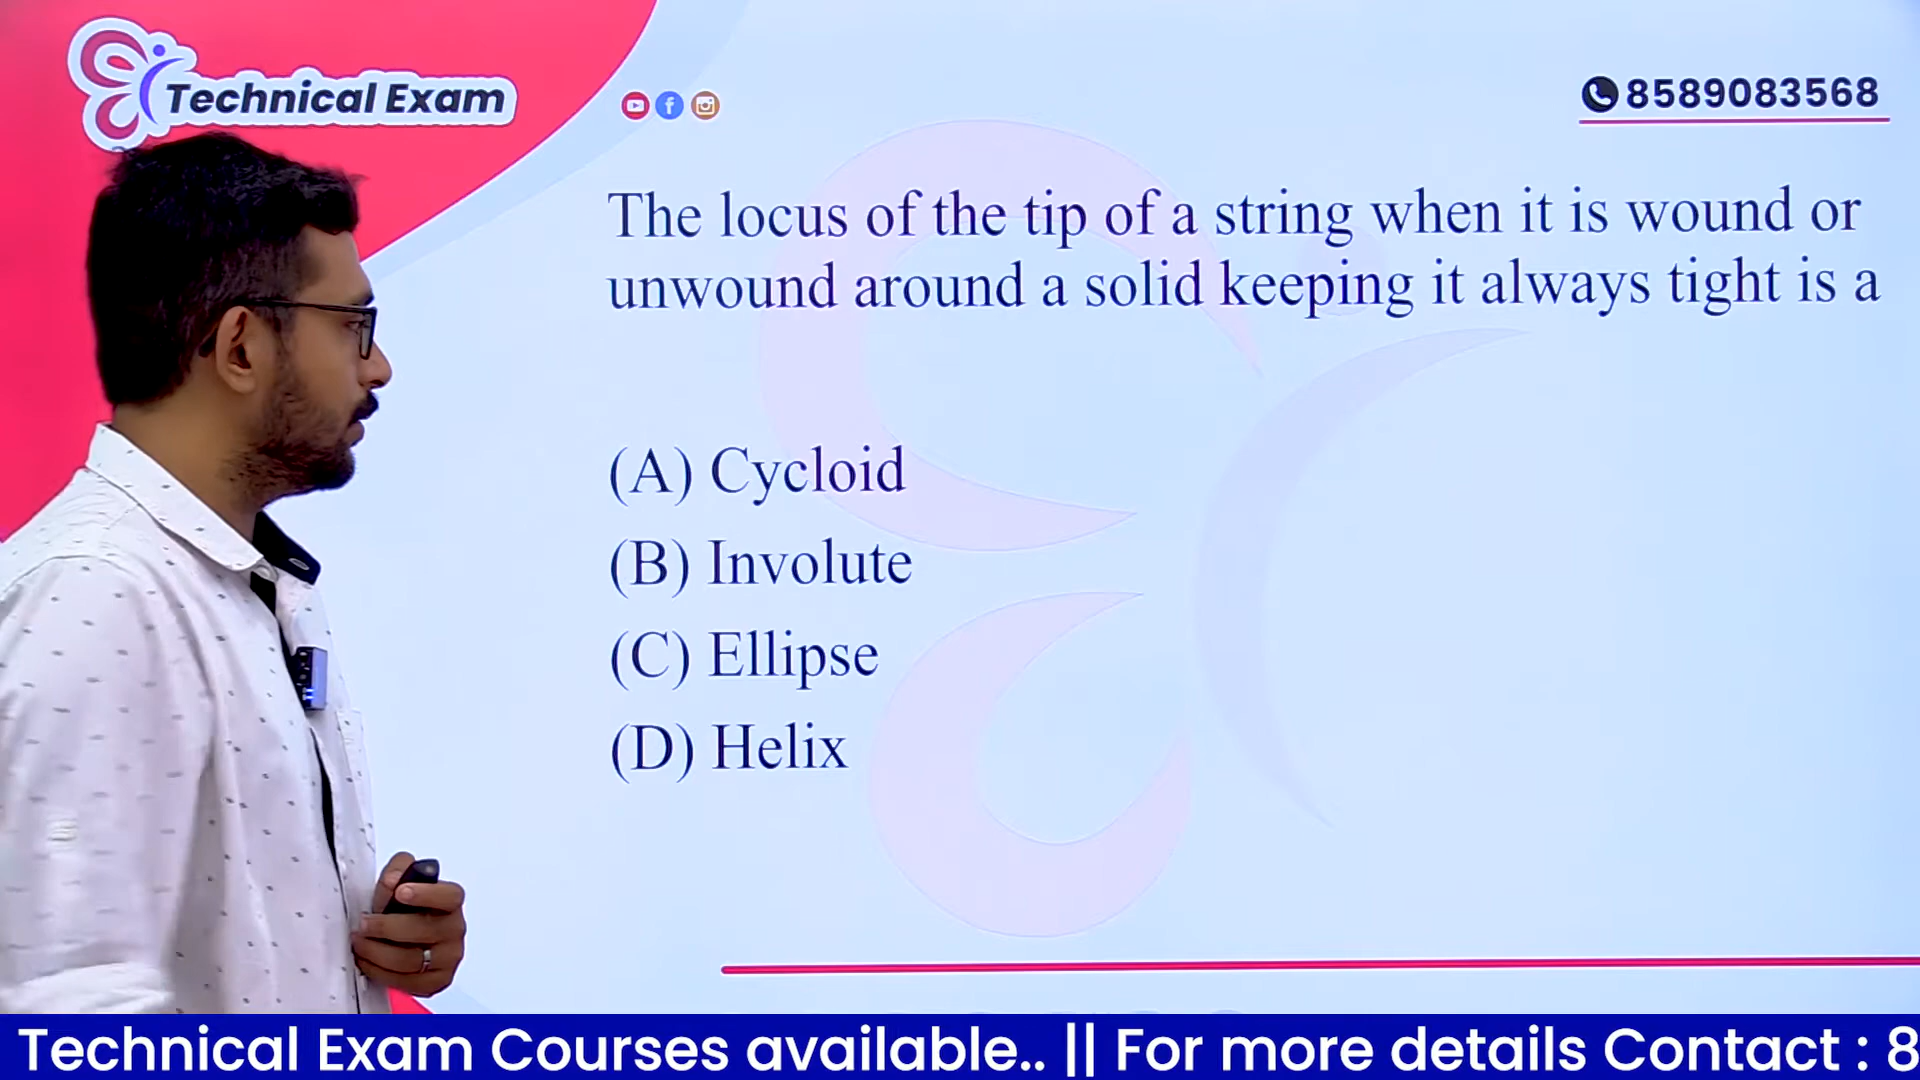 Technical Exam
8589083568
The locus of the tip of a string when it is wound or
unwound around a solid keeping it always tight is a
(A) Cycloid
(B) Involute
(C) Ellipse
(D) Helix
Technical Exam Courses available.. || For more details Contact : 8